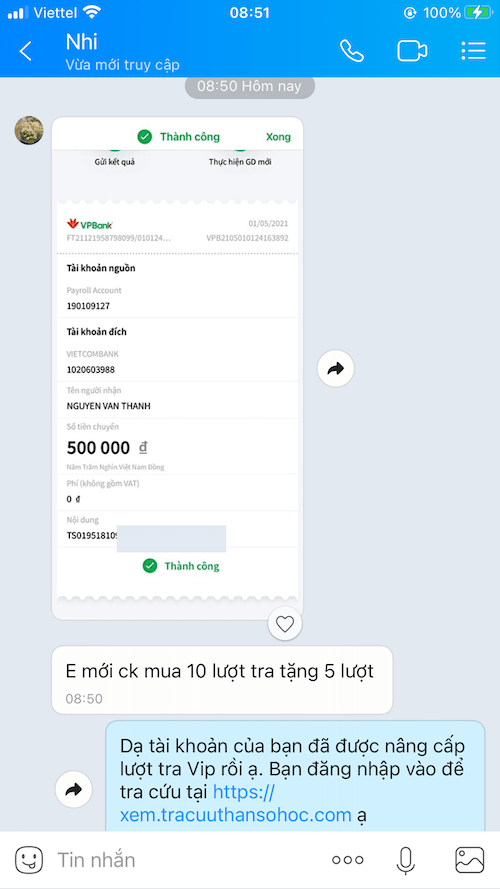 Viettel 08:51 100%
Nhi
Vừa mới truy cập
08:50 Hôm nay
Thành công Xong
Gửi kết quả Thực hiện GD mới
VPBank 01/05/2021
FT21121958798099/010124... VPB2105010124163892
Tài khoản nguồn
Payroll Account
190109127
Tài khoản đích
VIETCOMBANK
1020603988
Tên người nhận
NGUYEN VAN THANH
Số tiền chuyển
500 000 đ
Năm Trăm Nghìn Việt Nam Đồng
Phí (không gồm VAT)
0 đ
Nội dung
Thành công
E mới ck mua 10 lượt tra tặng 5 lượt
08:50
Dạ tài khoản của bạn đã được nâng cấp
lượt tra Vip rồi ạ. Bạn đăng nhập vào để
tra cứu tại https://
xem.tracuuthansohoc.com ạ
Tin nhắn